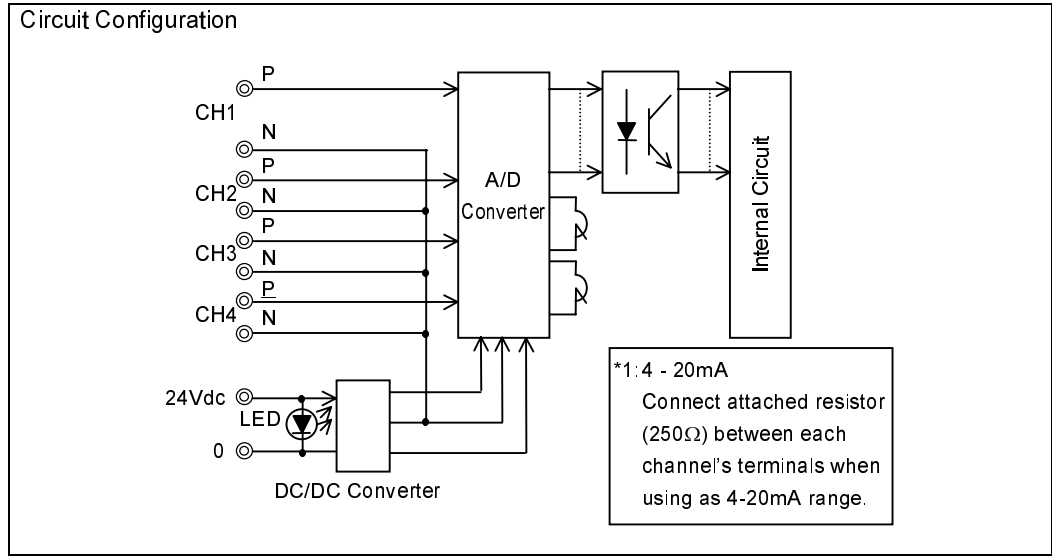 Circuit Configuration
P
CH1
N
P
CH2
N
P
CH3
N
P
CH4
N
24Vdc
LED
0
DC/DC Converter
A/D
Converter
Internal Circuit
*1: 4 - 20mA
Connect attached resistor
(250Ω) between each
channel's terminals when
using as 4-20mA range.